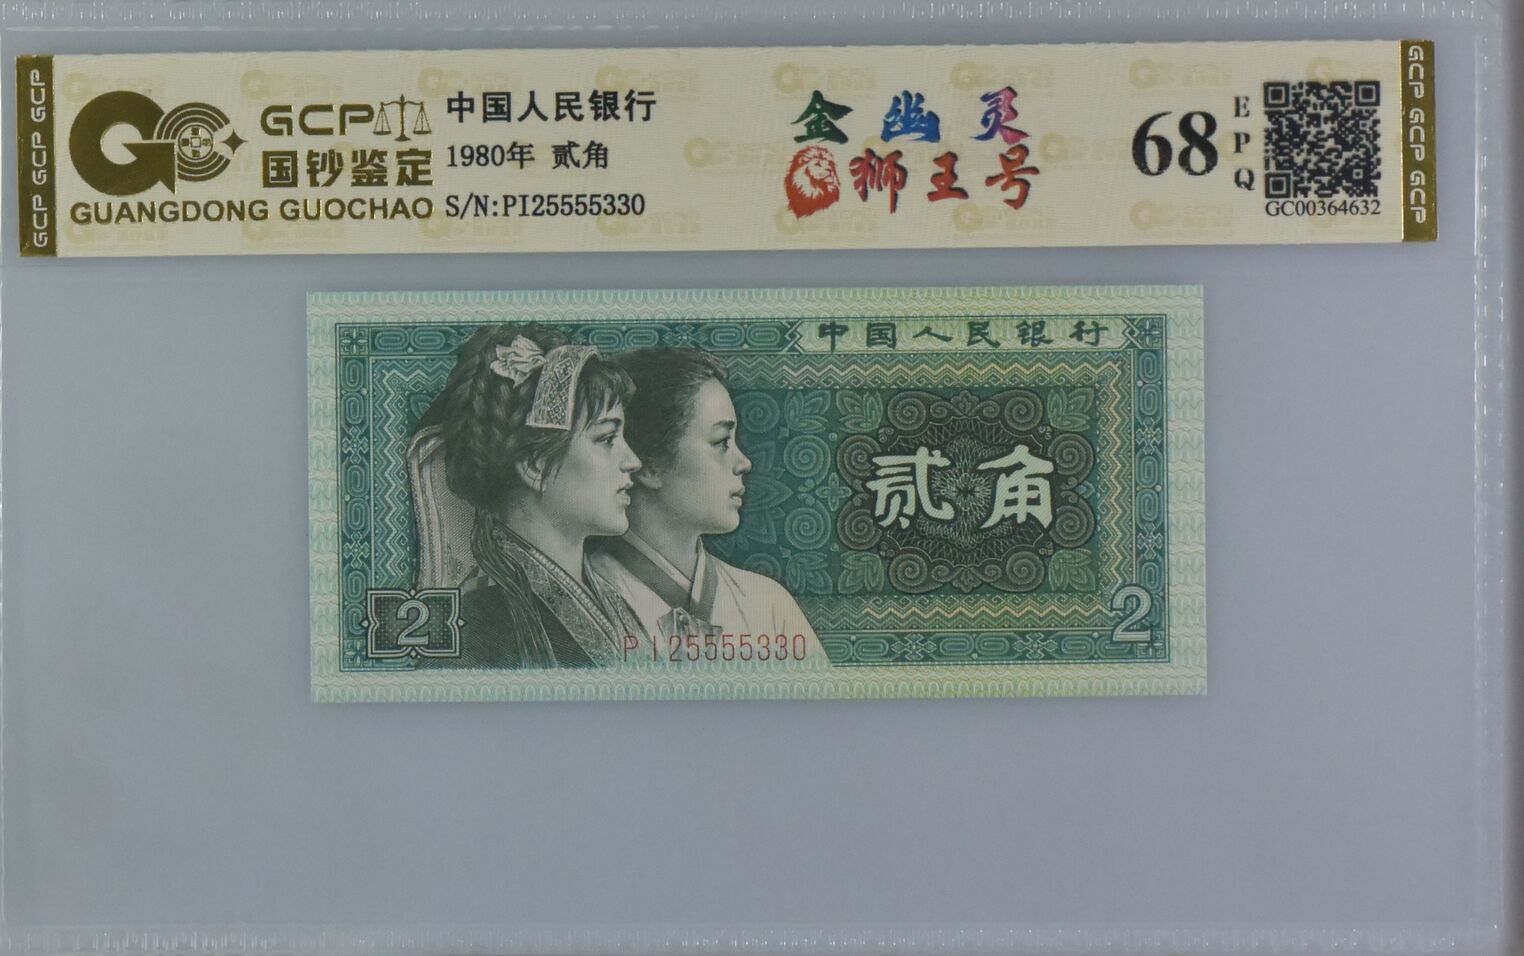 GCP GCP GCP
GCP
国钞鉴定
GUANGDONG GUOCHAO
中国人民银行
1980年 贰角
S/N:PI25555330
金幽灵
狮王号
68
EPQ
GC00364632
GCP GCP GCP
中国人民银行
贰角
2
2
PI25555330